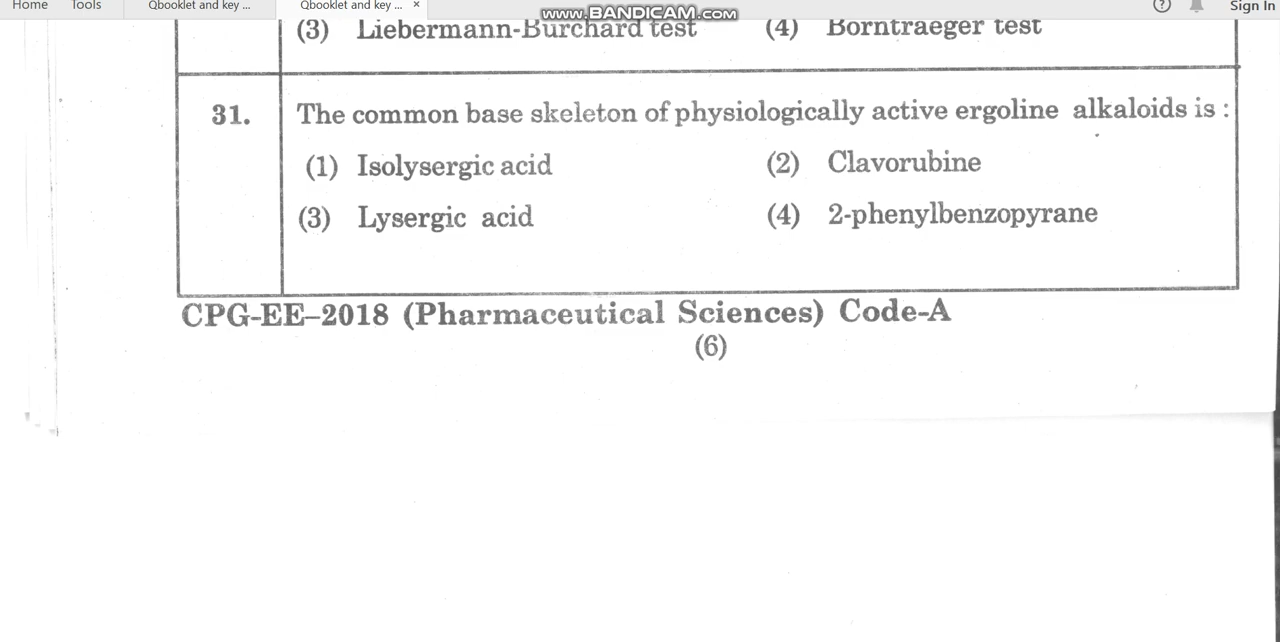 Home Tools Qbooklet and key ... Qbooklet and key ... × ? Sign In
www.BANDICAM.com
(3) Liebermann-Burchard test (4) Borntraeger test
31. The common base skeleton of physiologically active ergoline alkaloids is :
(1) Isolysergic acid (2) Clavorubine
(3) Lysergic acid (4) 2-phenylbenzopyrane
CPG-EE–2018 (Pharmaceutical Sciences) Code-A
(6)